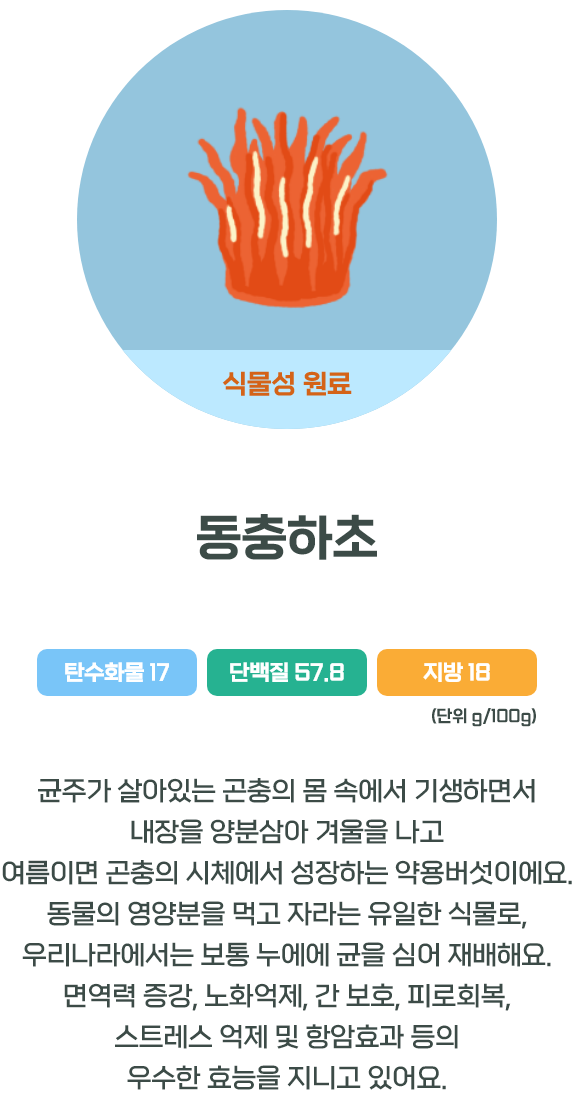 식물성 원료
동충하초
탄수화물 17 단백질 57.8 지방 18
(단위 g/100g)
균주가 살아있는 곤충의 몸 속에서 기생하면서
내장을 양분삼아 겨울을 나고
여름이면 곤충의 시체에서 성장하는 약용버섯이에요.
동물의 영양분을 먹고 자라는 유일한 식물로,
우리나라에서는 보통 누에에 균을 심어 재배해요.
면역력 증강, 노화억제, 간 보호, 피로회복,
스트레스 억제 및 항암효과 등의
우수한 효능을 지니고 있어요.